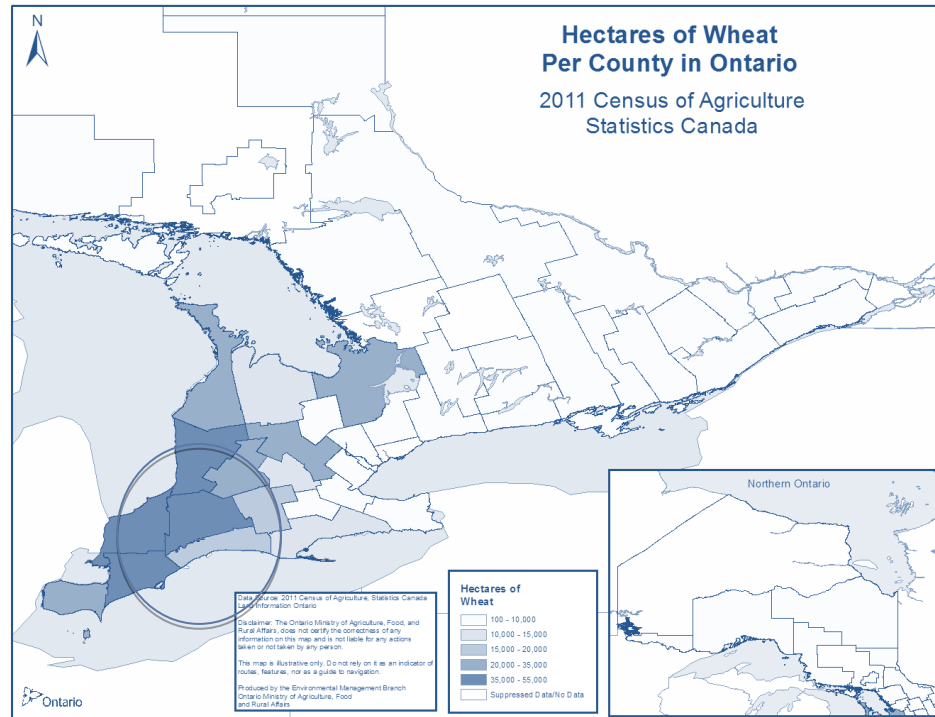 N
Hectares of Wheat
Per County in Ontario
2011 Census of Agriculture
Statistics Canada
Northern Ontario
Data Source: 2011 Census of Agriculture, Statistics Canada
Land Information Ontario
Disclaimer: The Ontario Ministry of Agriculture, Food, and
Rural Affairs, does not certify the correctness of any
information on this map and is not liable for any actions
taken or not taken by any person.
This map is illustrative only. Do not rely on it as an indicator of
routes, features, nor as a guide to navigation.
Produced by the Environmental Management Branch
Ontario Ministry of Agriculture, Food
and Rural Affairs
Hectares of
Wheat
100 - 10,000
10,000 - 15,000
15,000 - 20,000
20,000 - 35,000
35,000 - 55,000
Suppressed Data/No Data
Ontario